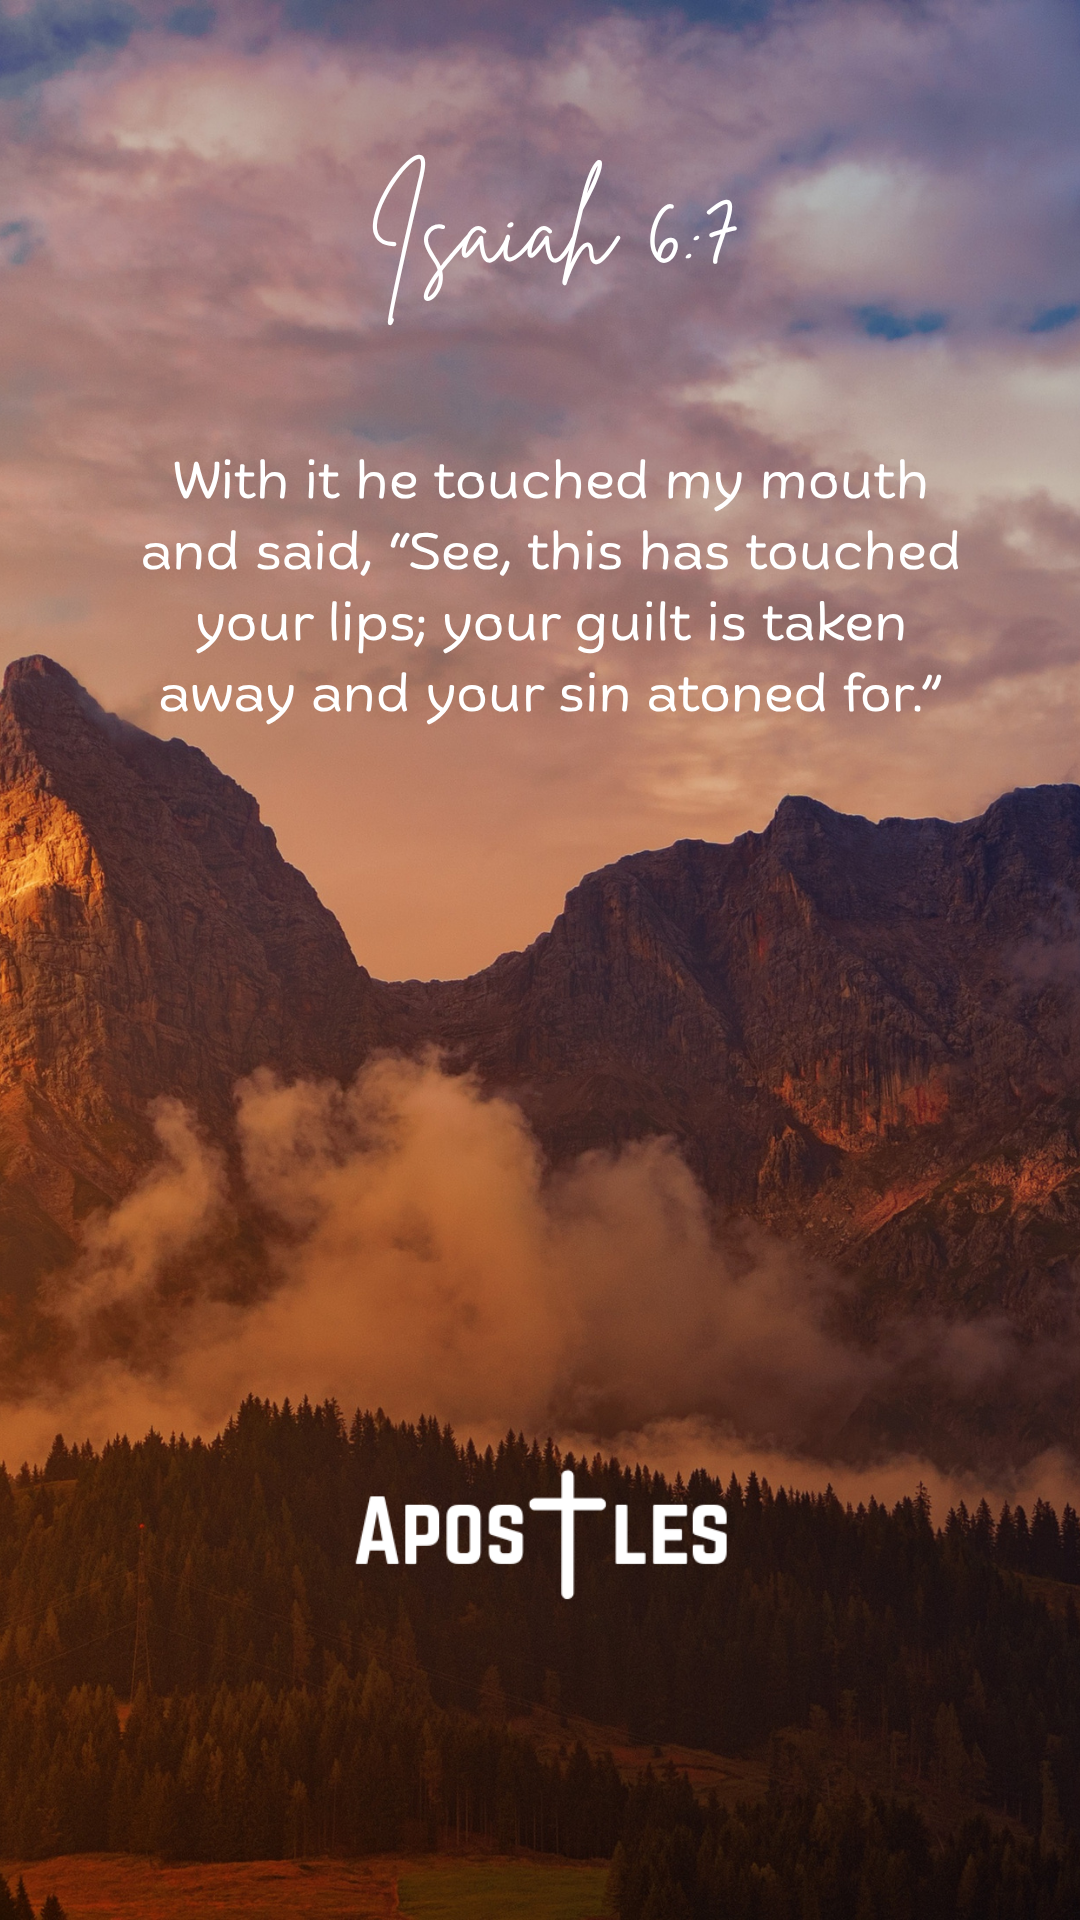 Isaiah 6:7
With it he touched my mouth
and said, “See, this has touched
your lips; your guilt is taken
away and your sin atoned for.”
APOSTLES